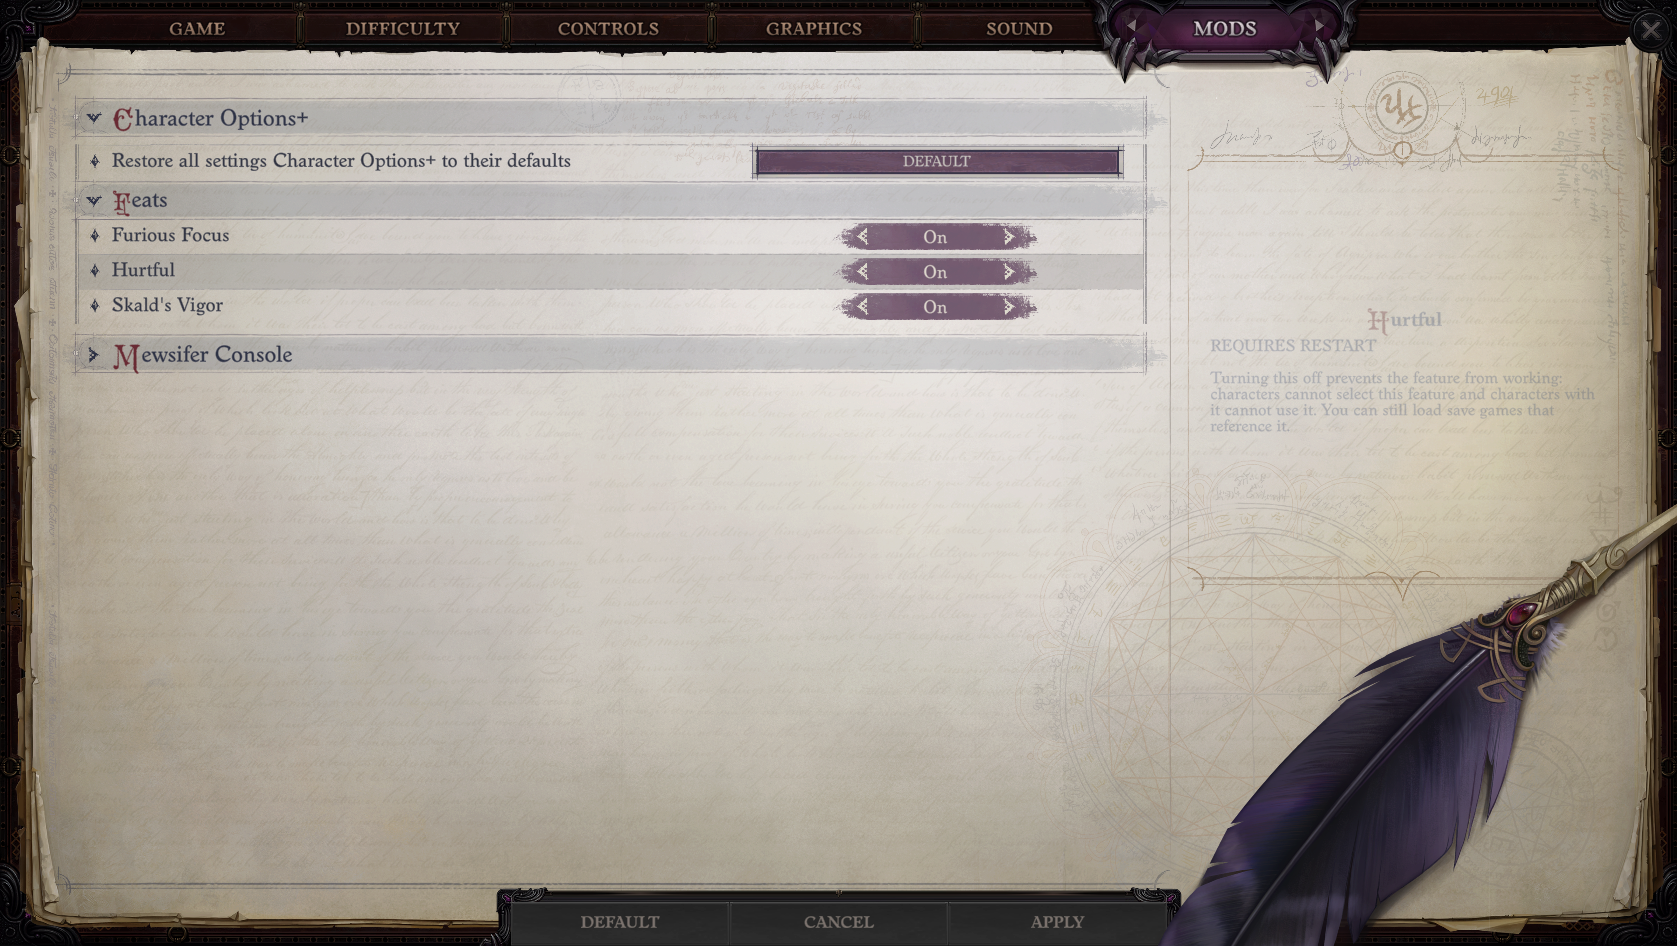 GAME
DIFFICULTY
CONTROLS
GRAPHICS
SOUND
MODS
Character Options+
Restore all settings Character Options+ to their defaults
DEFAULT
Feats
Furious Focus
On
Hurtful
On
Skald's Vigor
On
Mewsifer Console
Hurtful
REQUIRES RESTART
Turning this off prevents the feature from working:
characters cannot select this feature and characters with
it cannot use it. You can still load save games that
reference it.
DEFAULT
CANCEL
APPLY